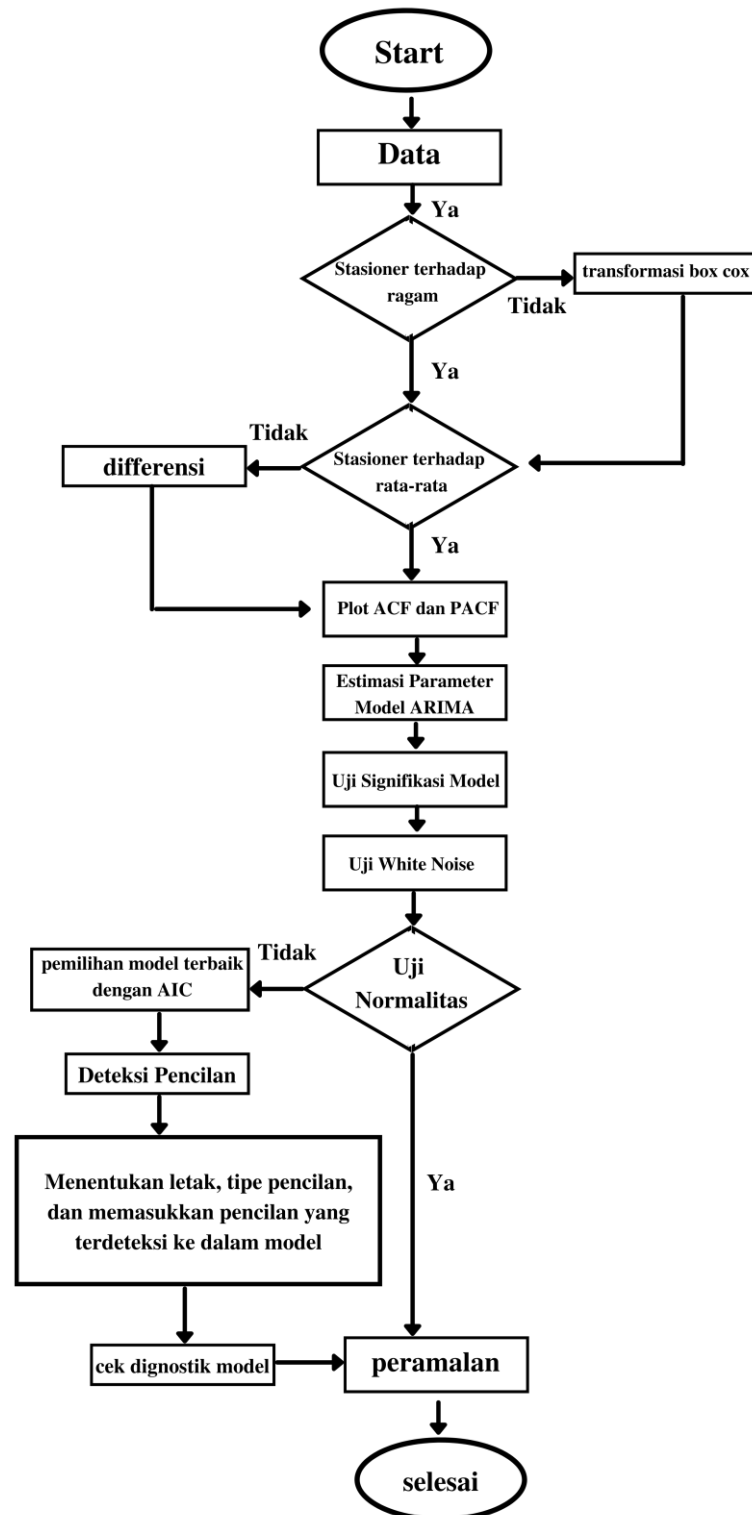 Start
Data
Ya
Stasioner terhadap
ragam
Tidak
transformasi box cox
Ya
Tidak
differensi
Stasioner terhadap
rata-rata
Ya
Plot ACF dan PACF
Estimasi Parameter
Model ARIMA
Uji Signifikasi Model
Uji White Noise
Uji
Normalitas
Tidak
pemilihan model terbaik
dengan AIC
Deteksi Pencilan
Menentukan letak, tipe pencilan,
dan memasukkan pencilan yang
terdeteksi ke dalam model
Ya
cek dignostik model
peramalan
selesai